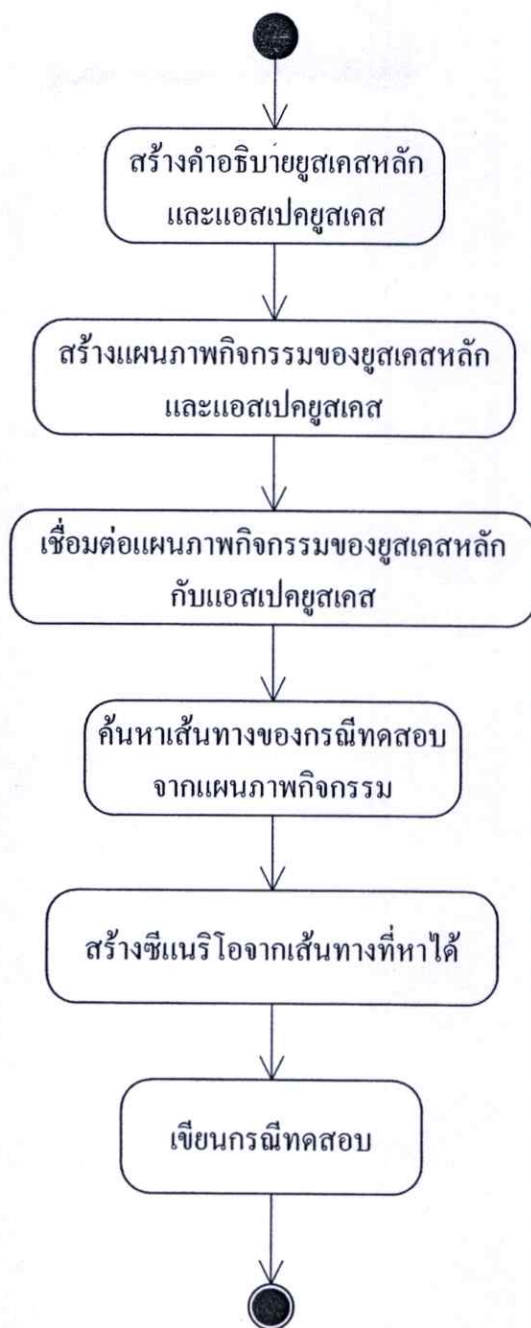 สร้างคำอธิบายยูสเคสหลัก
และแอสเปคยูสเคส
สร้างแผนภาพกิจกรรมของยูสเคสหลัก
และแอสเปคยูสเคส
เชื่อมต่อแผนภาพกิจกรรมของยูสเคสหลัก
กับแอสเปคยูสเคส
ค้นหาเส้นทางของกรณีทดสอบ
จากแผนภาพกิจกรรม
สร้างซีแนริโอจากเส้นทางที่หาได้
เขียนกรณีทดสอบ